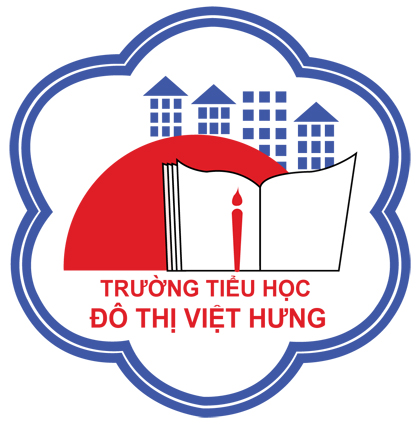 TRƯỜNG TIỂU HỌC
ĐÔ THỊ VIỆT HƯNG